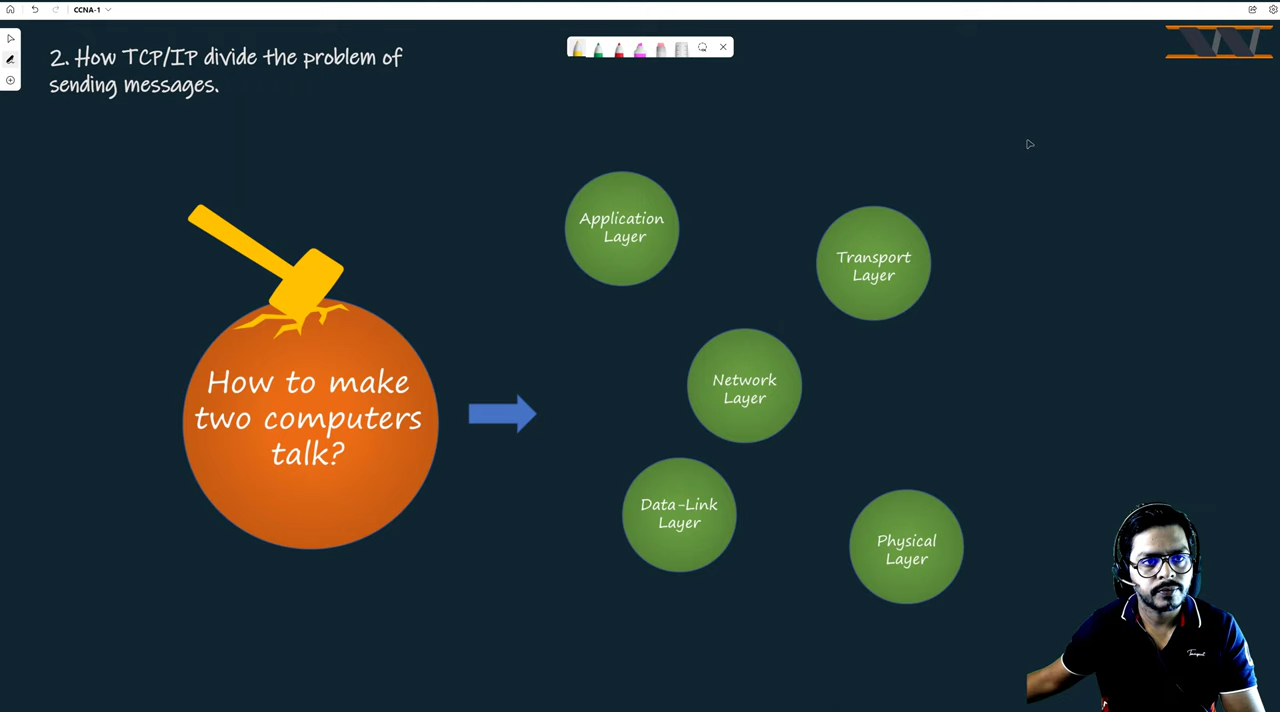 CCNA-1
2. How TCP/IP divide the problem of
sending messages.
Application
Layer
Transport
Layer
How to make
two computers
talk?
Network
Layer
Data-Link
Layer
Physical
Layer